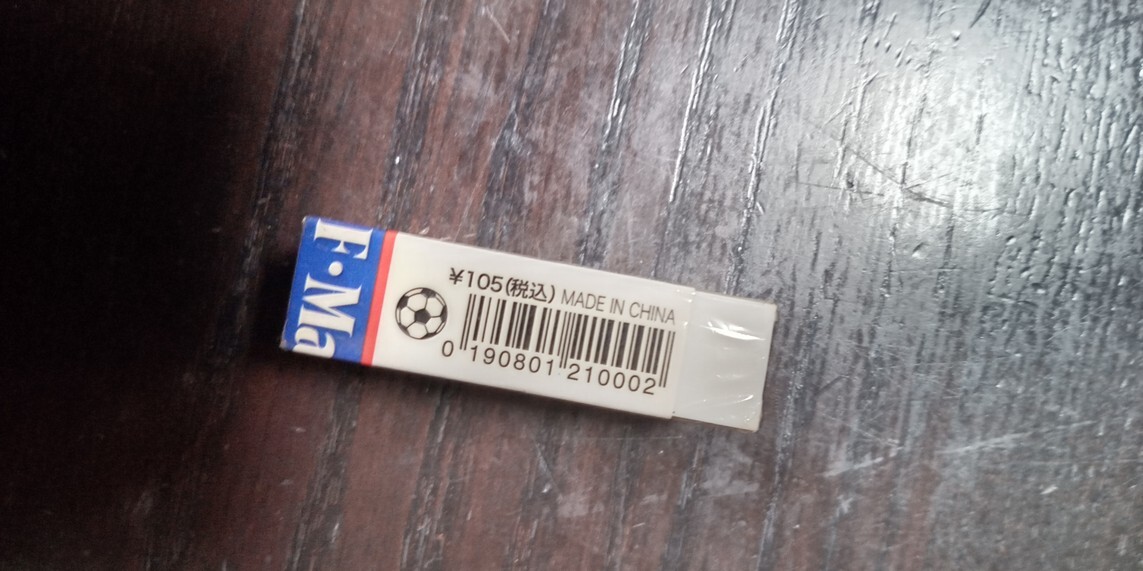 F·Ma
¥105(税込) MADE IN CHINA
0 190801 210002